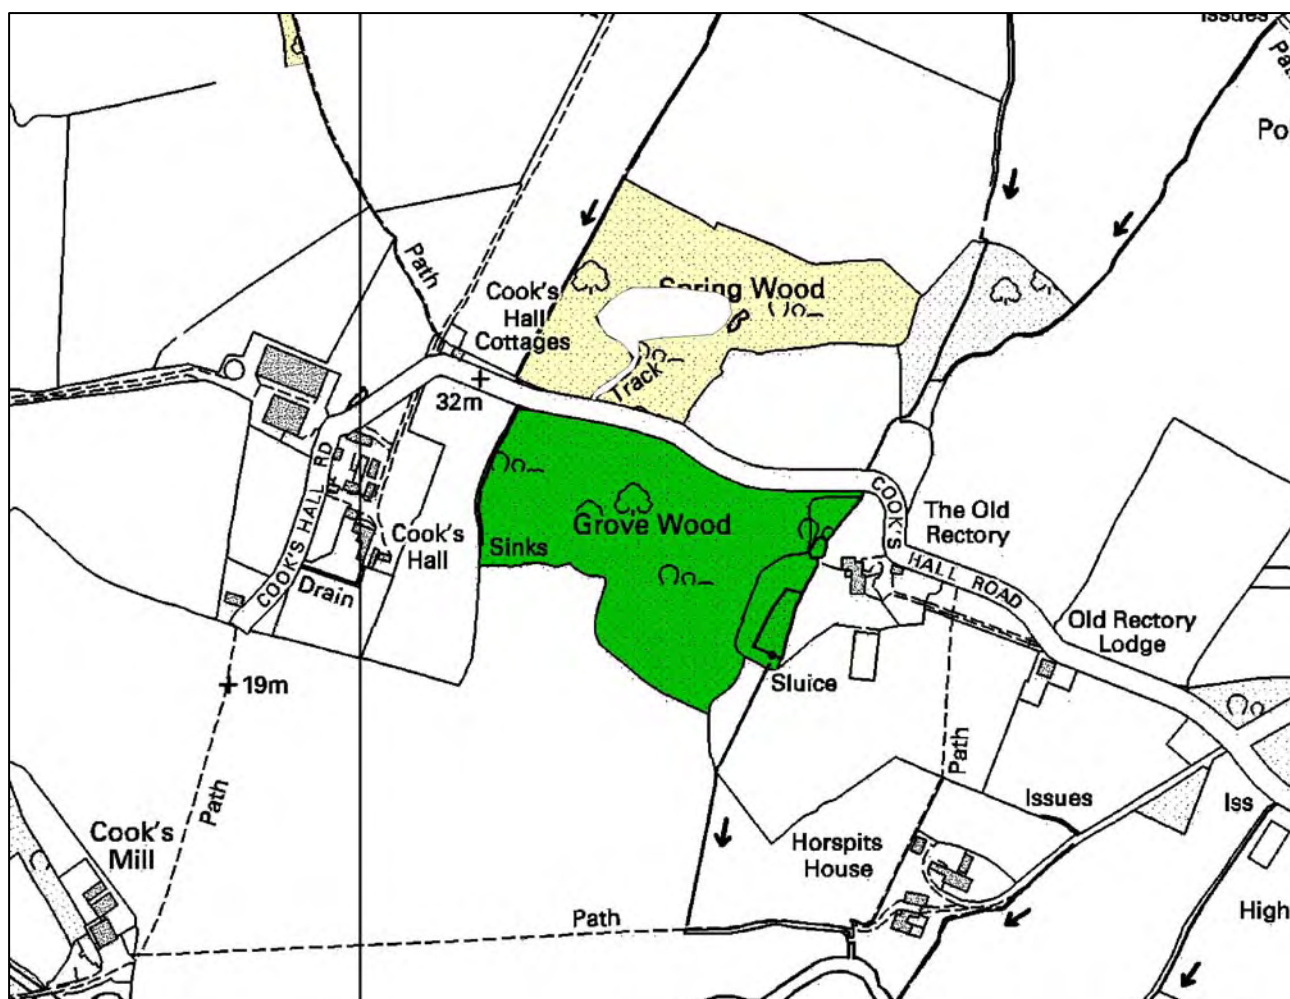 Issues
Path
Po
Path
Cook's
Hall
Cottages
Spring Wood
Track
32m
COOK'S HALL RD
Cook's
Hall
Drain
Sinks
Grove Wood
COOK'S HALL ROAD
The Old
Rectory
Old Rectory
Lodge
Sluice
19m
Path
Path
Issues
Iss
Cook's
Mill
Horspits
House
Path
High